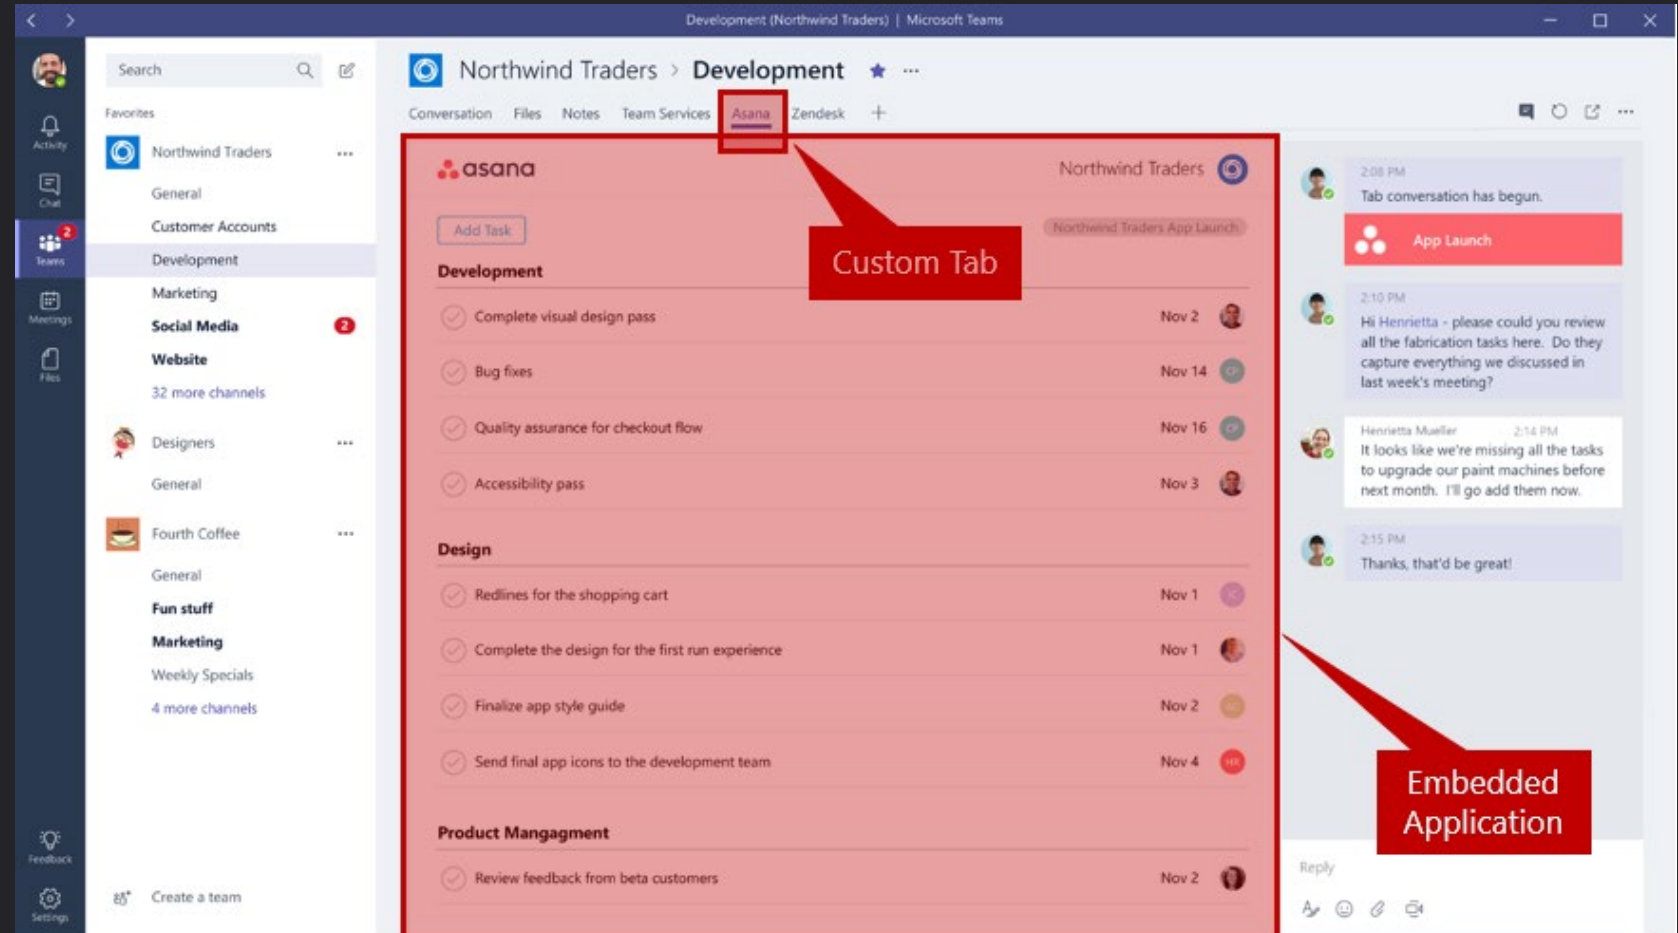 Development (Northwind Traders) | Microsoft Teams
Activity
Chat
2
Teams
Meetings
Files
Feedback
Settings
Search
Favorites
Northwind Traders
General
Customer Accounts
Development
Marketing
Social Media 2
Website
32 more channels
Designers
General
Fourth Coffee
General
Fun stuff
Marketing
Weekly Specials
4 more channels
Create a team
Northwind Traders > Development
Conversation Files Notes Team Services Asana Zendesk
asana Northwind Traders
Add Task Northwind Traders App Launch
Custom Tab
Development
Complete visual design pass Nov 2
Bug fixes Nov 14 CP
Quality assurance for checkout flow Nov 16 CP
Accessibility pass Nov 3
Design
Redlines for the shopping cart Nov 1
Complete the design for the first run experience Nov 1
Finalize app style guide Nov 2
Send final app icons to the development team Nov 4 HR
Product Mangagment
Review feedback from beta customers Nov 2
2:08 PM
Tab conversation has begun.
App Launch
2:10 PM
Hi Henrietta - please could you review
all the fabrication tasks here. Do they
capture everything we discussed in
last week's meeting?
Henrietta Mueller 2:14 PM
It looks like we're missing all the tasks
to upgrade our paint machines before
next month. I'll go add them now.
2:15 PM
Thanks, that'd be great!
Embedded
Application
Reply